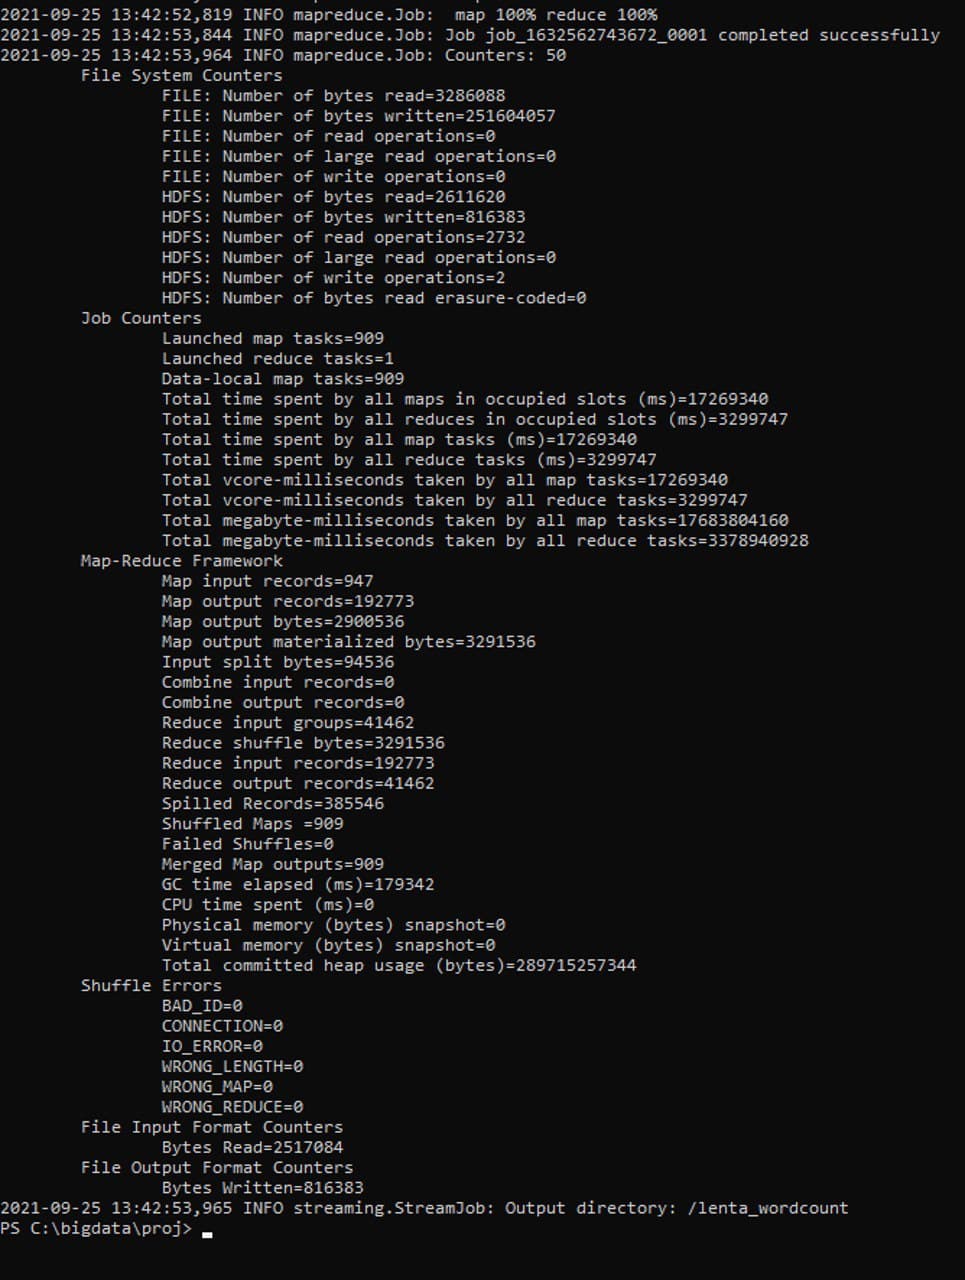 2021-09-25 13:42:52,819 INFO mapreduce.Job:  map 100% reduce 100%
2021-09-25 13:42:53,844 INFO mapreduce.Job: Job job_1632562743672_0001 completed successfully
2021-09-25 13:42:53,964 INFO mapreduce.Job: Counters: 50
File System Counters
FILE: Number of bytes read=3286088
FILE: Number of bytes written=251604057
FILE: Number of read operations=0
FILE: Number of large read operations=0
FILE: Number of write operations=0
HDFS: Number of bytes read=2611620
HDFS: Number of bytes written=816383
HDFS: Number of read operations=2732
HDFS: Number of large read operations=0
HDFS: Number of write operations=2
HDFS: Number of bytes read erasure-coded=0
Job Counters
Launched map tasks=909
Launched reduce tasks=1
Data-local map tasks=909
Total time spent by all maps in occupied slots (ms)=17269340
Total time spent by all reduces in occupied slots (ms)=3299747
Total time spent by all map tasks (ms)=17269340
Total time spent by all reduce tasks (ms)=3299747
Total vcore-milliseconds taken by all map tasks=17269340
Total vcore-milliseconds taken by all reduce tasks=3299747
Total megabyte-milliseconds taken by all map tasks=17683804160
Total megabyte-milliseconds taken by all reduce tasks=3378940928
Map-Reduce Framework
Map input records=947
Map output records=192773
Map output bytes=2900536
Map output materialized bytes=3291536
Input split bytes=94536
Combine input records=0
Combine output records=0
Reduce input groups=41462
Reduce shuffle bytes=3291536
Reduce input records=192773
Reduce output records=41462
Spilled Records=385546
Shuffled Maps =909
Failed Shuffles=0
Merged Map outputs=909
GC time elapsed (ms)=179342
CPU time spent (ms)=0
Physical memory (bytes) snapshot=0
Virtual memory (bytes) snapshot=0
Total committed heap usage (bytes)=289715257344
Shuffle Errors
BAD_ID=0
CONNECTION=0
IO_ERROR=0
WRONG_LENGTH=0
WRONG_MAP=0
WRONG_REDUCE=0
File Input Format Counters
Bytes Read=2517084
File Output Format Counters
Bytes Written=816383
2021-09-25 13:42:53,965 INFO streaming.StreamJob: Output directory: /lenta_wordcount
PS C:\bigdata\proj>